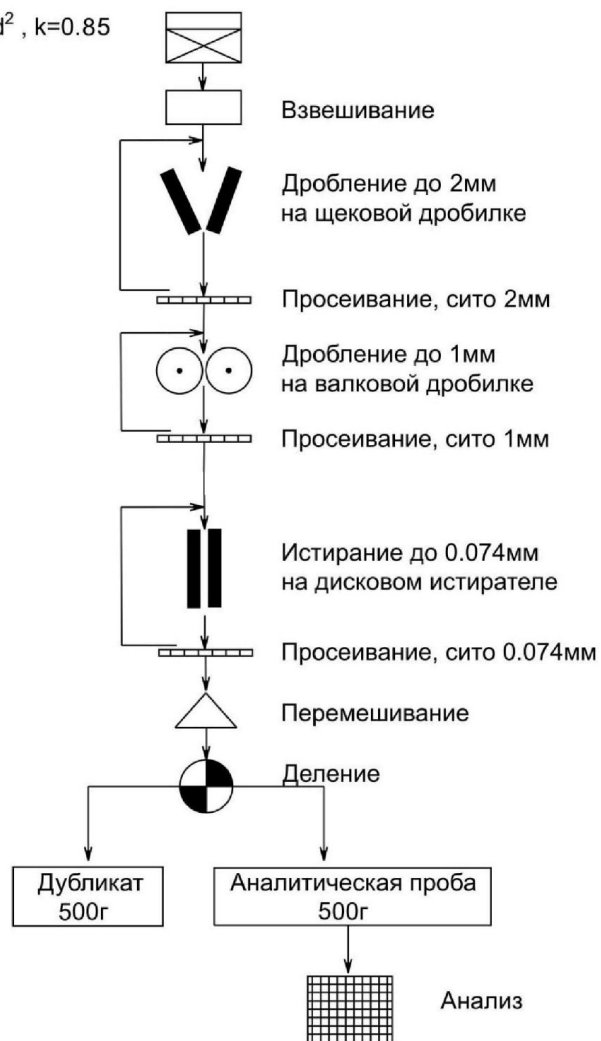 d², k=0.85
Взвешивание
Дробление до 2мм
на щековой дробилке
Просеивание, сито 2мм
Дробление до 1мм
на валковой дробилке
Просеивание, сито 1мм
Истирание до 0.074мм
на дисковом истирателе
Просеивание, сито 0.074мм
Перемешивание
Деление
Дубликат
500г
Аналитическая проба
500г
Анализ